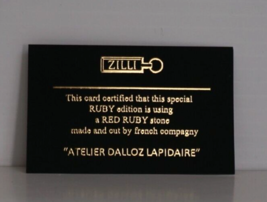 ZILLI
This card certified that this special
RUBY edition is using
a RED RUBY stone
made and cut by french compagny
"ATELIER DALLOZ LAPIDAIRE"